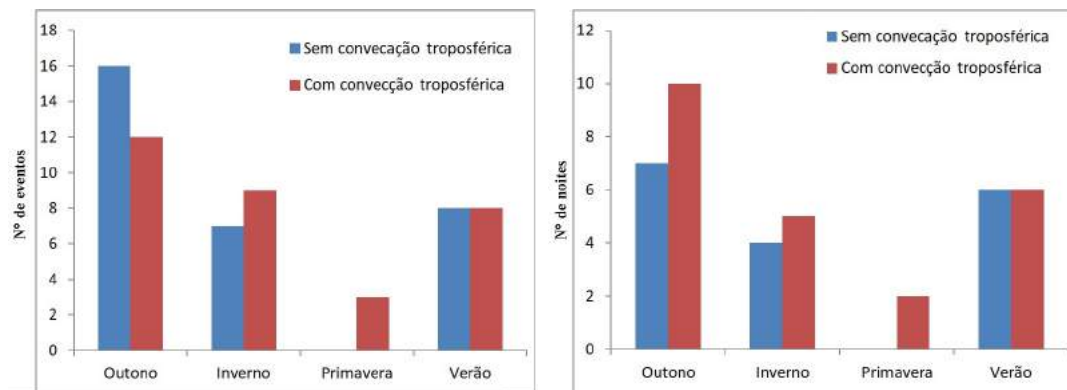 18
16
14
12
10
8
6
4
2
0
Nº de eventos
Sem convecação troposférica
Com convecção troposférica
Outono Inverno Primavera Verão
12
10
8
6
4
2
0
Nº de noites
Sem convecação troposférica
Com convecção troposférica
Outono Inverno Primavera Verão